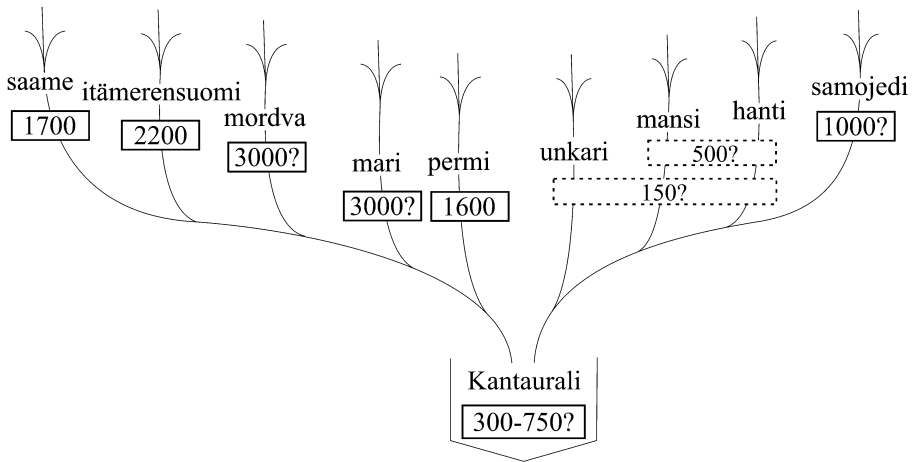 saame
1700
itämerensuomi
2200
mordva
3000?
mari
3000?
permi
1600
unkari
mansi
hanti
500?
150?
samojedi
1000?
Kantaurali
300-750?